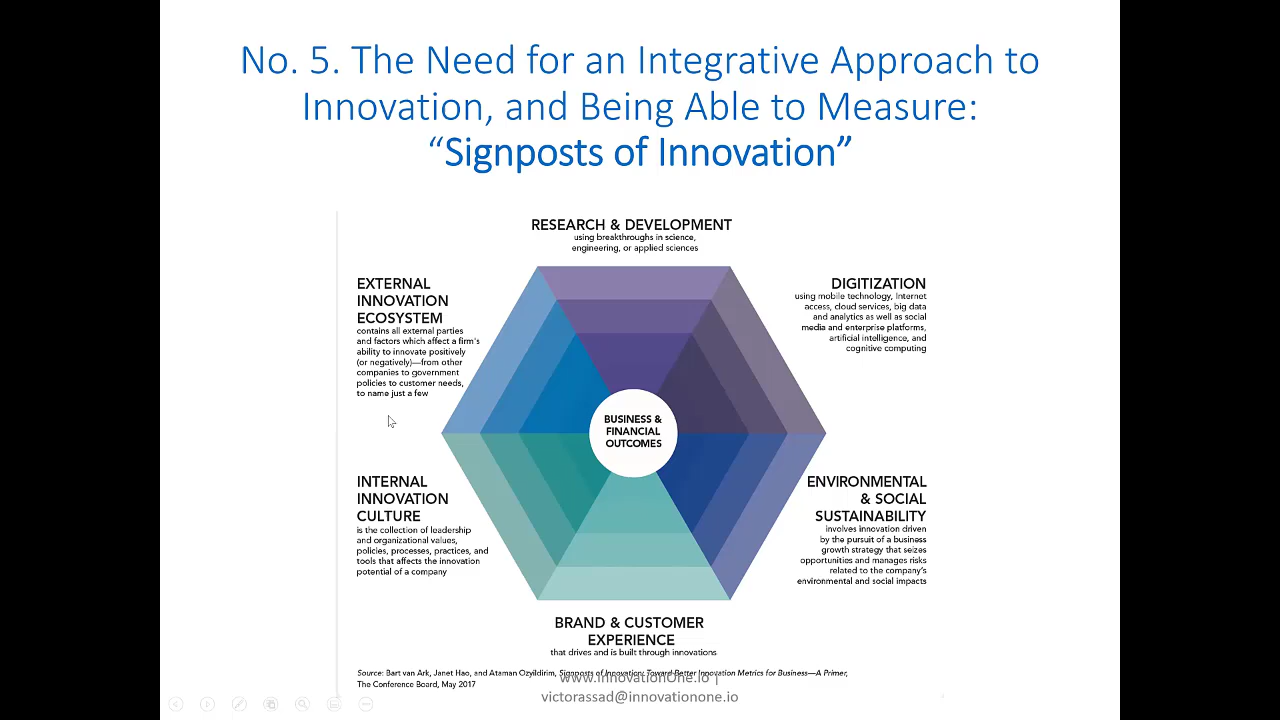 No. 5. The Need for an Integrative Approach to
Innovation, and Being Able to Measure:
“Signposts of Innovation”
RESEARCH & DEVELOPMENT
using breakthroughs in science,
engineering, or applied sciences
EXTERNAL
INNOVATION
ECOSYSTEM
contains all external parties
and factors which affect a firm's
ability to innovate positively
(or negatively)—from other
companies to government
policies to customer needs,
to name just a few
DIGITIZATION
using mobile technology, Internet
access, cloud services, big data
and analytics as well as social
media and enterprise platforms,
artificial intelligence, and
cognitive computing
BUSINESS &
FINANCIAL
OUTCOMES
INTERNAL
INNOVATION
CULTURE
is the collection of leadership
and organizational values,
policies, processes, practices, and
tools that affects the innovation
potential of a company
ENVIRONMENTAL
& SOCIAL
SUSTAINABILITY
involves innovation driven
by the pursuit of a business
growth strategy that seizes
opportunities and manages risks
related to the company's
environmental and social impacts
BRAND & CUSTOMER
EXPERIENCE
that drives and is built through innovations
Source: Bart van Ark, Janet Hao, and Ataman Ozyildirim, Signposts of Innovation: Toward Better Innovation Metrics for Business—A Primer,
The Conference Board, May 2017
www.InnovationOne.io |
victorassad@innovationone.io